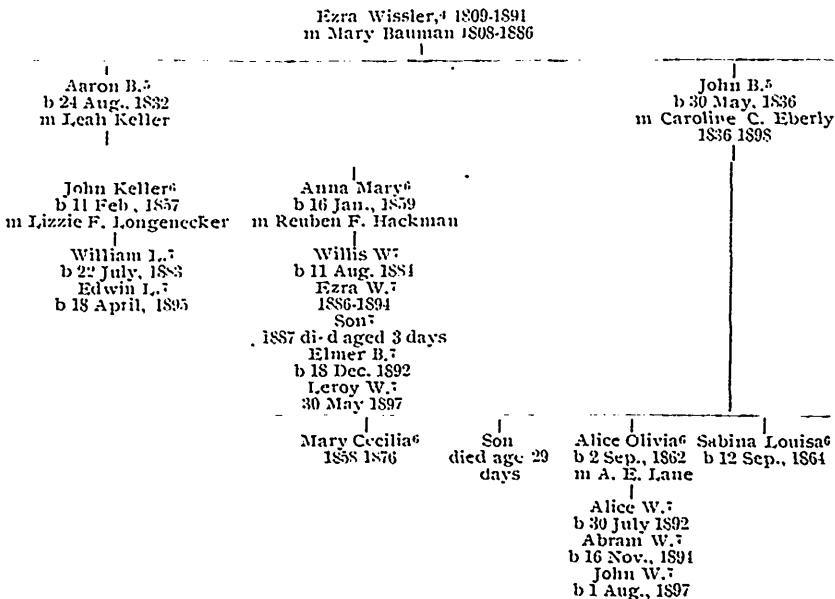 Ezra Wissler,⁴ 1809-1891
m Mary Bauman 1808-1886
Aaron B.⁵
b 24 Aug., 1832
m Leah Keller
John B.⁵
b 30 May, 1836
m Caroline C. Eberly
1836 1898
John Keller⁶
b 11 Feb, 1857
m Lizzie F. Longenecker
William L.⁷
b 22 July, 1883
Edwin L.⁷
b 18 April, 1895
Anna Mary⁶
b 16 Jan., 1859
m Reuben F. Hackman
Willis W⁷
b 11 Aug. 1884
Ezra W.⁷
1886-1894
Son⁷
1887 died aged 3 days
Elmer B.⁷
b 18 Dec. 1892
Leroy W.⁷
30 May 1897
Mary Cecilia⁶
1858 1876
Son
died age 29
days
Alice Olivia⁶
b 2 Sep., 1862
m A. E. Lane
Alice W.⁷
b 30 July 1892
Abram W.⁷
b 16 Nov., 1894
John W.⁷
b 1 Aug., 1897
Sabina Louisa⁶
b 12 Sep., 1864